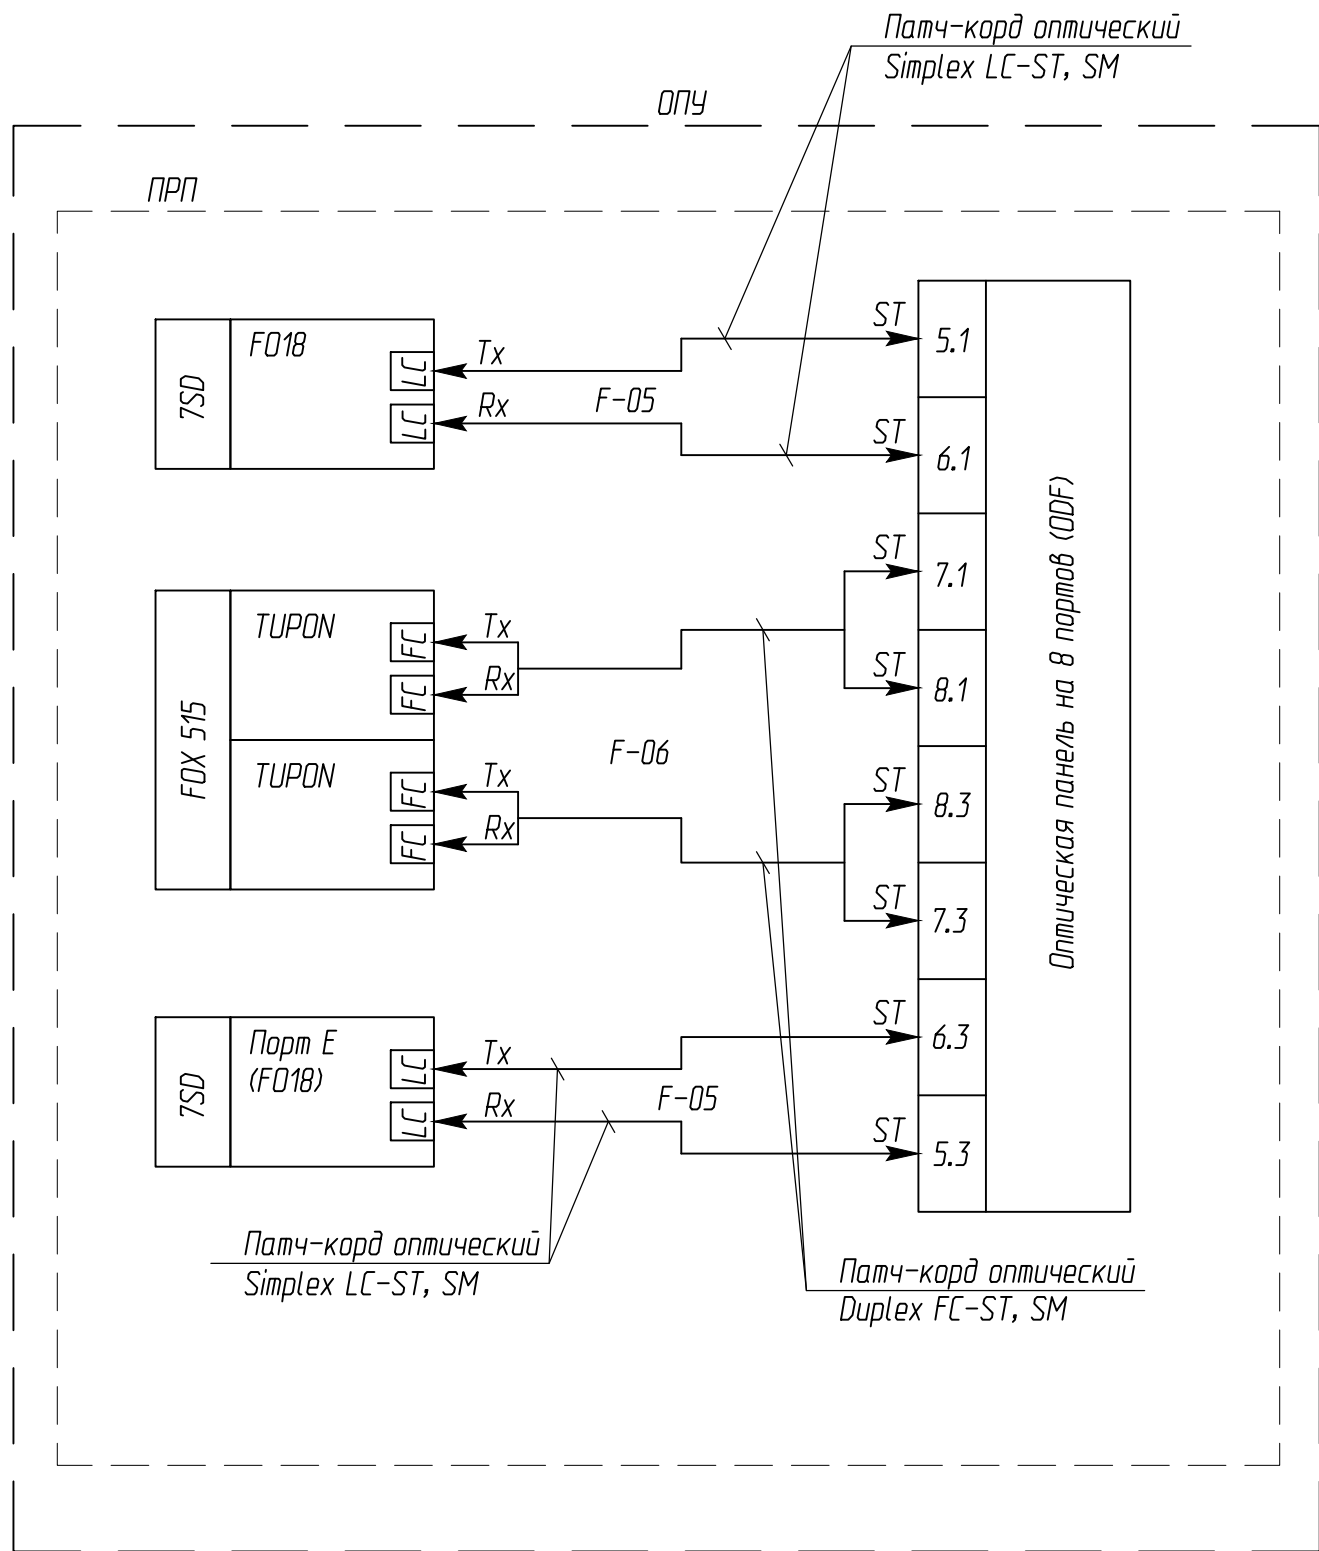 Патч-корд оптический
Simplex LC-ST, SM
ОПУ
ПРП
7SD
FO18
LC
Tx
LC
Rx
F-05
ST
5.1
ST
6.1
FOX 515
TUPON
FC
Tx
FC
Rx
ST
7.1
ST
8.1
F-06
TUPON
FC
Tx
FC
Rx
ST
8.3
ST
7.3
Оптическая панель на 8 портов (ODF)
7SD
Порт E
(FO18)
LC
Tx
LC
Rx
F-05
ST
6.3
ST
5.3
Патч-корд оптический
Simplex LC-ST, SM
Патч-корд оптический
Duplex FC-ST, SM